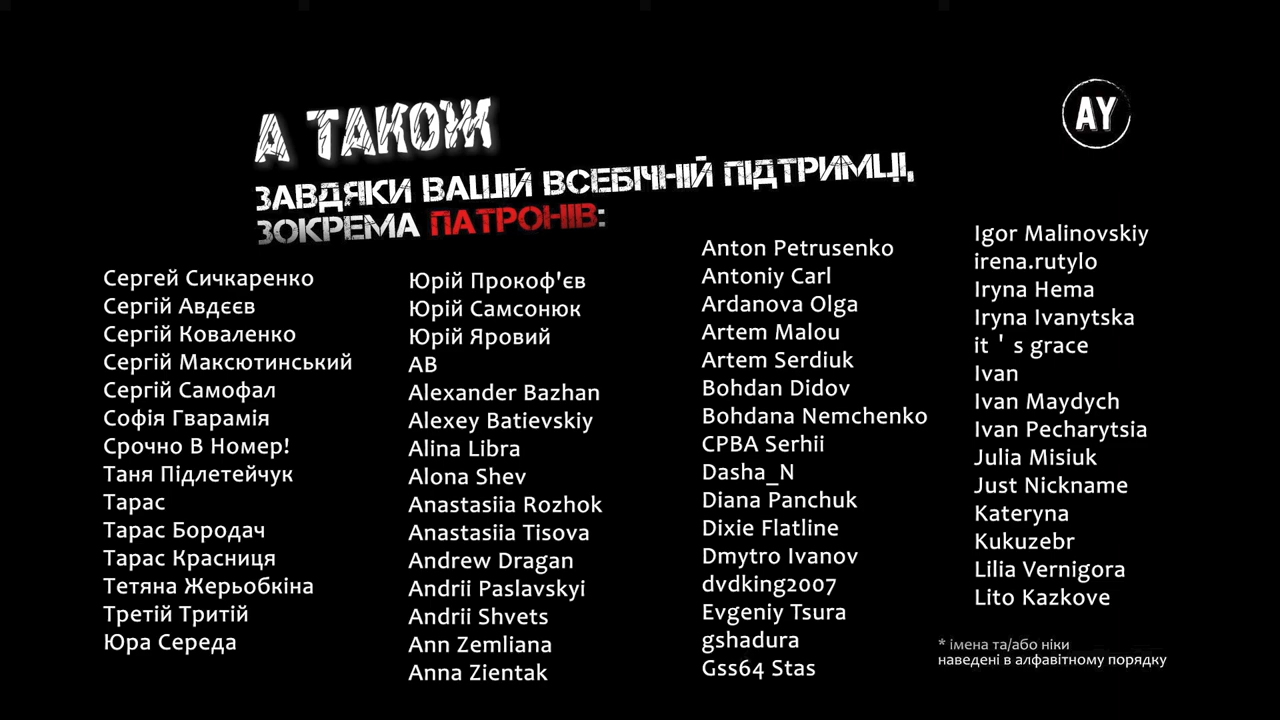 А ТАКОЖ
ЗАВДЯКИ ВАШІЙ ВСЕБІЧНІЙ ПІДТРИМЦІ,
ЗОКРЕМА ПАТРОНІВ:
AY
Сергей Сичкаренко
Сергій Авдєєв
Сергій Коваленко
Сергій Максютинський
Сергій Самофал
Софія Гварамія
Срочно В Номер!
Таня Підлетейчук
Тарас
Тарас Бородач
Тарас Красниця
Тетяна Жерьобкіна
Третій Тритій
Юра Середа
Юрій Прокоф'єв
Юрій Самсонюк
Юрій Яровий
AB
Alexander Bazhan
Alexey Batievskiy
Alina Libra
Alona Shev
Anastasiia Rozhok
Anastasiia Tisova
Andrew Dragan
Andrii Paslavskyi
Andrii Shvets
Ann Zemliana
Anna Zientak
Anton Petrusenko
Antoniy Carl
Ardanova Olga
Artem Malou
Artem Serdiuk
Bohdan Didov
Bohdana Nemchenko
CPBA Serhii
Dasha_N
Diana Panchuk
Dixie Flatline
Dmytro Ivanov
dvdking2007
Evgeniy Tsura
gshadura
Gss64 Stas
Igor Malinovskiy
irena.rutylo
Iryna Hema
Iryna Ivanytska
it ' s grace
Ivan
Ivan Maydych
Ivan Pecharytsia
Julia Misiuk
Just Nickname
Kateryna
Kukuzebr
Lilia Vernigora
Lito Kazkove
* імена та/або ніки
наведені в алфавітному порядку